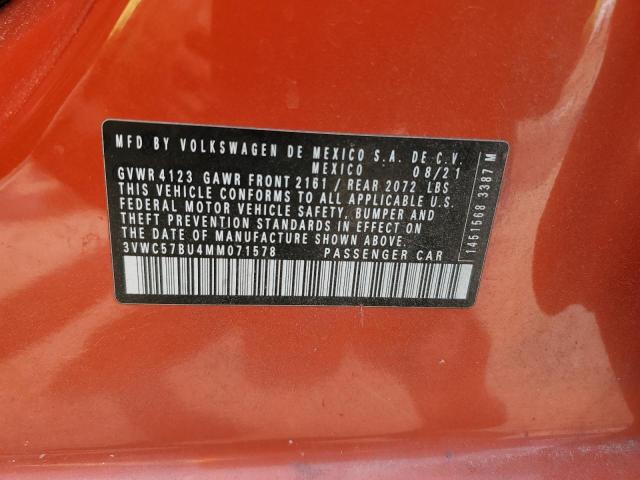 MFD BY VOLKSWAGEN DE MEXICO S.A. DE C.V.
MEXICO 08/21
GVWR 4123 GAWR FRONT 2161 / REAR 2072 LBS
THIS VEHICLE CONFORMS TO ALL APPLICABLE U.S.
FEDERAL MOTOR VEHICLE SAFETY, BUMPER AND
THEFT PREVENTION STANDARDS IN EFFECT ON
THE DATE OF MANUFACTURE SHOWN ABOVE.
3VWC57BU4MM071578 PASSENGER CAR
1451668 3387 M